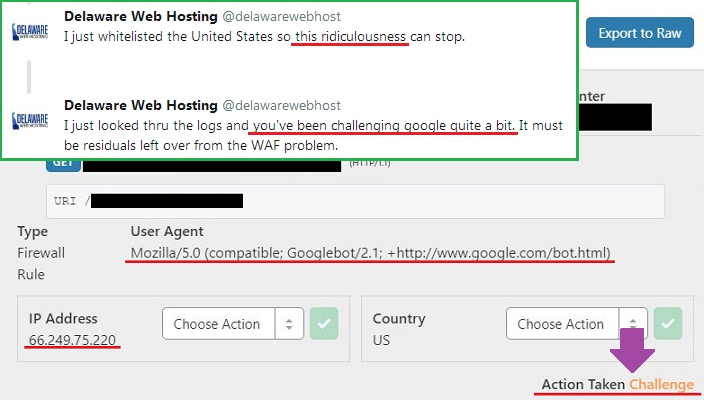 DELAWARE
WEB HOSTING
Delaware Web Hosting @delawarewebhost
I just whitelisted the United States so this ridiculousness can stop.
DELAWARE
WEB HOSTING
Delaware Web Hosting @delawarewebhost
I just looked thru the logs and you've been challenging google quite a bit. It must
be residuals left over from the WAF problem.
Export to Raw
nter
GET (HTTP/1.1)
URI /
Type User Agent
Firewall Mozilla/5.0 (compatible; Googlebot/2.1; +http://www.google.com/bot.html)
Rule
IP Address Choose Action Country Choose Action
66.249.75.220 US
Action Taken Challenge